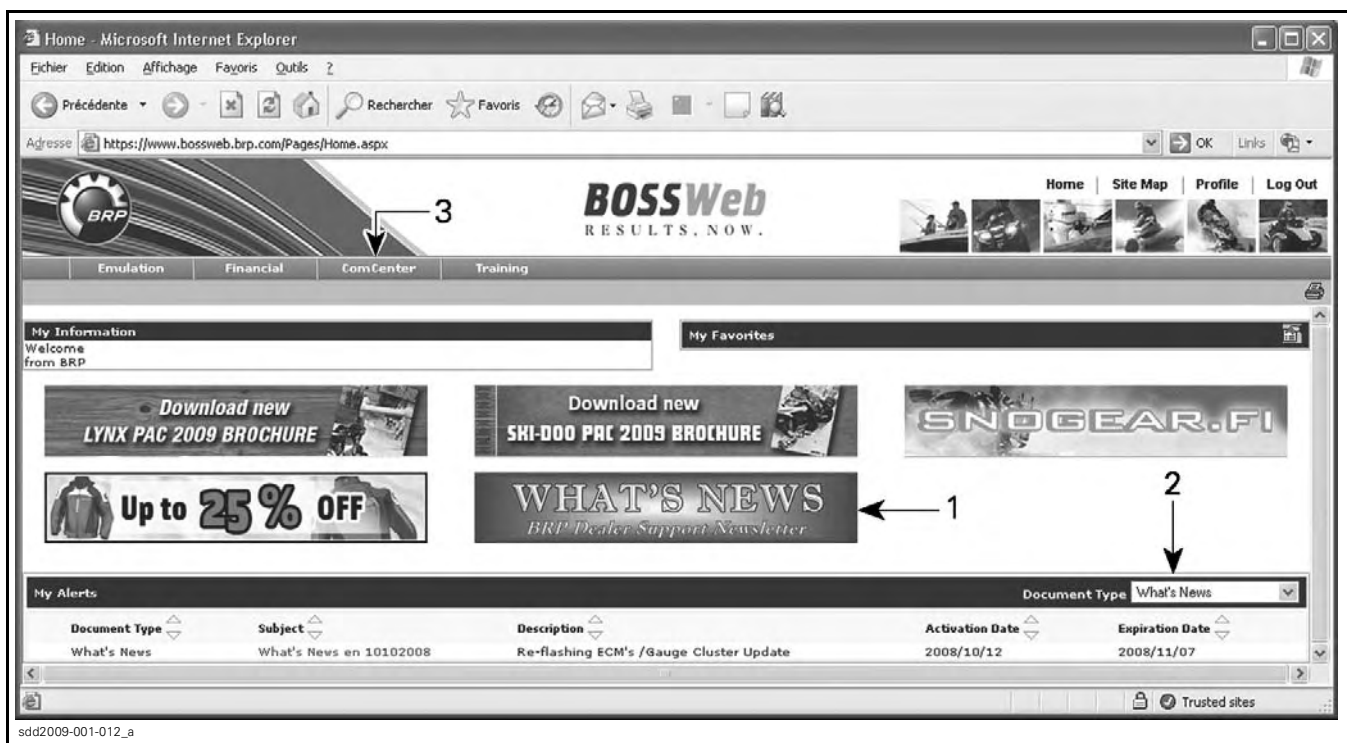 Home - Microsoft Internet Explorer
Fichier Edition Affichage Favoris Outils ?
Précédente Rechercher Favoris
Adresse https://www.bossweb.brp.com/Pages/Home.aspx OK Links
BRP
BOSSWeb
RESULTS. NOW.
Home | Site Map | Profile | Log Out
3
Emulation Financial ComCenter Training
My Information
Welcome
from BRP
My Favorites
Download new
LYNX PAC 2009 BROCHURE
Download new
SKI-DOO PAC 2009 BROCHURE
SNOGEAR.FI
Up to 25% OFF
WHAT'S NEWS
BRP Dealer Support Newsletter
1
2
My Alerts Document Type What's News
Document Type Subject Description Activation Date Expiration Date
What's News What's News en 10102008 Re-flashing ECM's /Gauge Cluster Update 2008/10/12 2008/11/07
Trusted sites
sdd2009-001-012_a